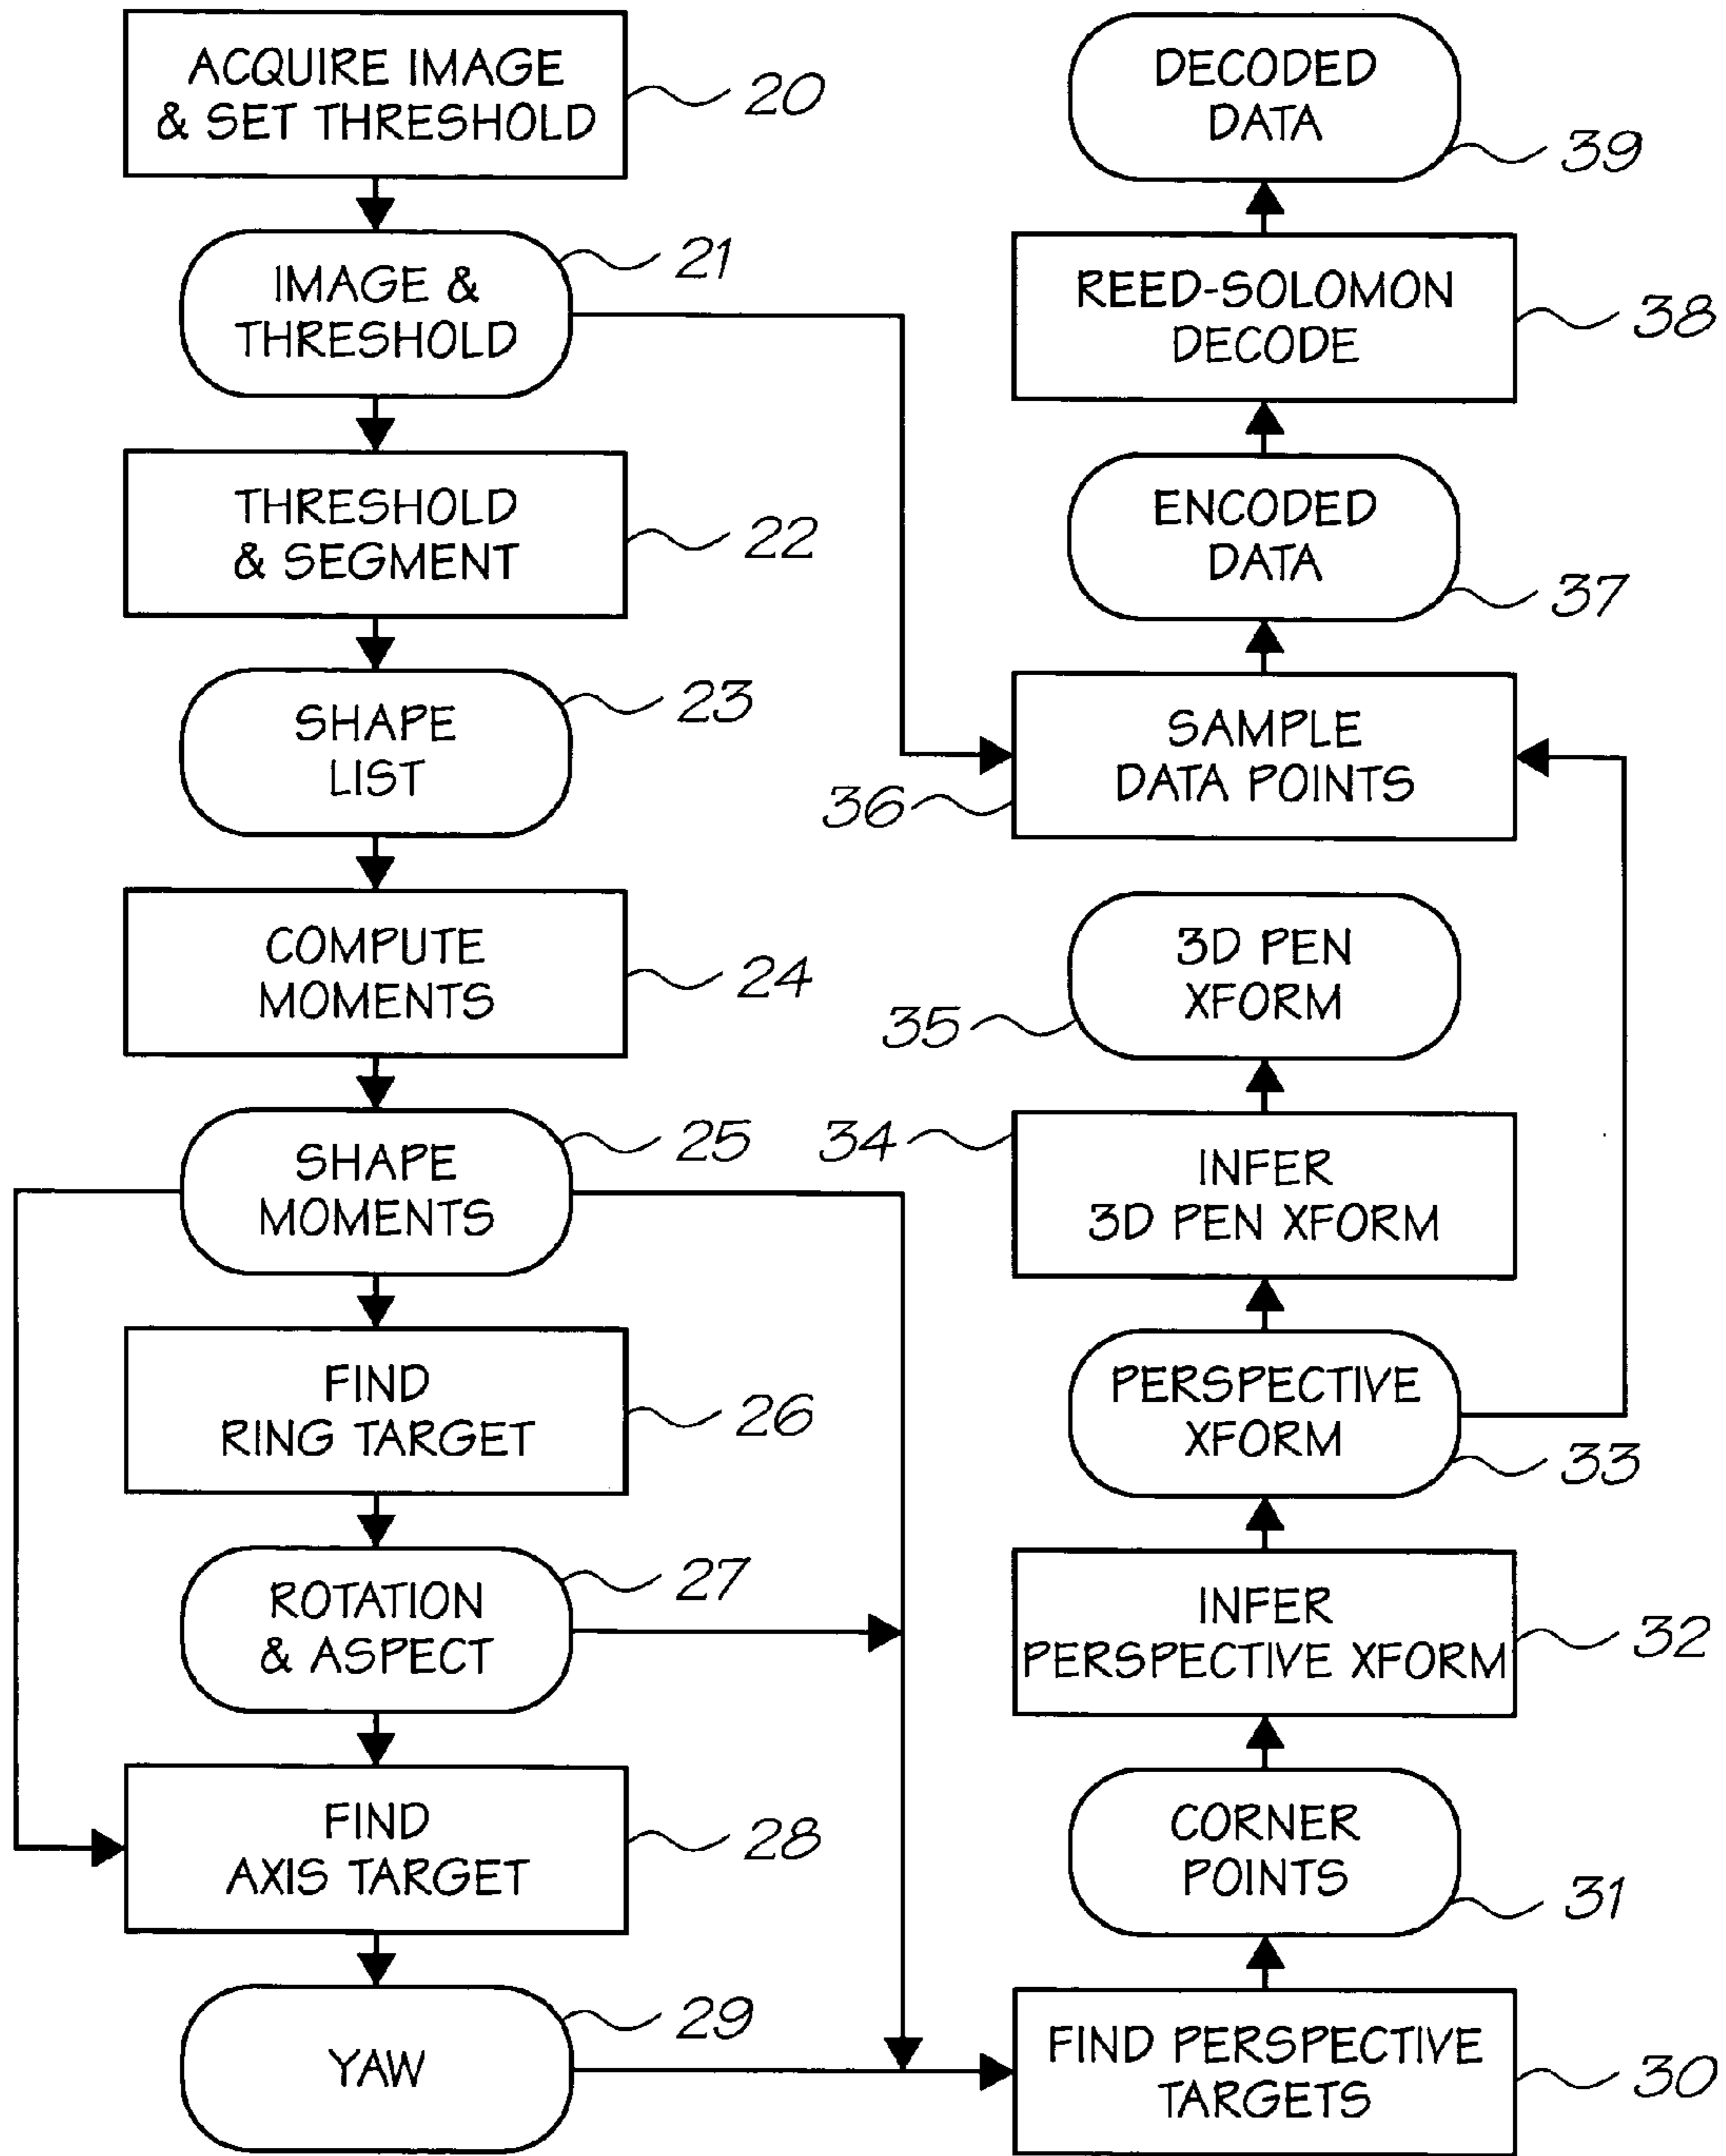 ACQUIRE IMAGE
& SET THRESHOLD
20
IMAGE &
THRESHOLD
21
THRESHOLD
& SEGMENT
22
SHAPE
LIST
23
COMPUTE
MOMENTS
24
SHAPE
MOMENTS
25
FIND
RING TARGET
26
ROTATION
& ASPECT
27
FIND
AXIS TARGET
28
YAW
29
DECODED
DATA
39
REED-SOLOMON
DECODE
38
ENCODED
DATA
37
SAMPLE
DATA POINTS
36
3D PEN
XFORM
35
INFER
3D PEN XFORM
34
PERSPECTIVE
XFORM
33
INFER
PERSPECTIVE XFORM
32
CORNER
POINTS
31
FIND PERSPECTIVE
TARGETS
30